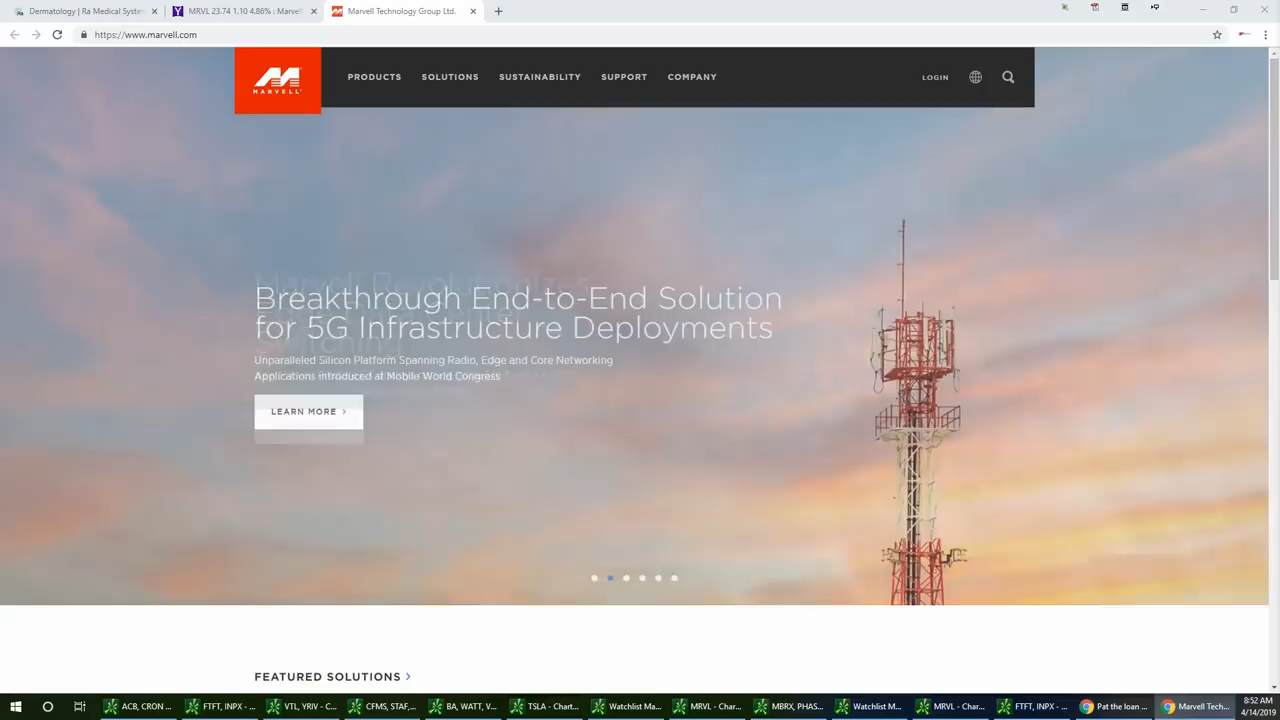 Dermatology | Ra Medical System
MRVL 23.74 1.10 4.86% : Marvell
Marvell Technology Group Ltd.
https://www.marvell.com
MARVELL
PRODUCTS SOLUTIONS SUSTAINABILITY SUPPORT COMPANY
LOGIN
Breakthrough End-to-End Solution
for 5G Infrastructure Deployments
Unparalleled Silicon Platform Spanning Radio, Edge and Core Networking
Applications introduced at Mobile World Congress
LEARN MORE >
FEATURED SOLUTIONS >
ACB, CRON ... FTFT, INPX - ... VTL, YRIV - C... CFMS, STAF,... BA, WATT, V... TSLA - Chart... Watchlist Ma... MRVL - Char... MBRX, PHAS... Watchlist M... MRVL - Char... FTFT, INPX - ... Pat the loan ... Marvell Tech...
8:52 AM
4/14/2019